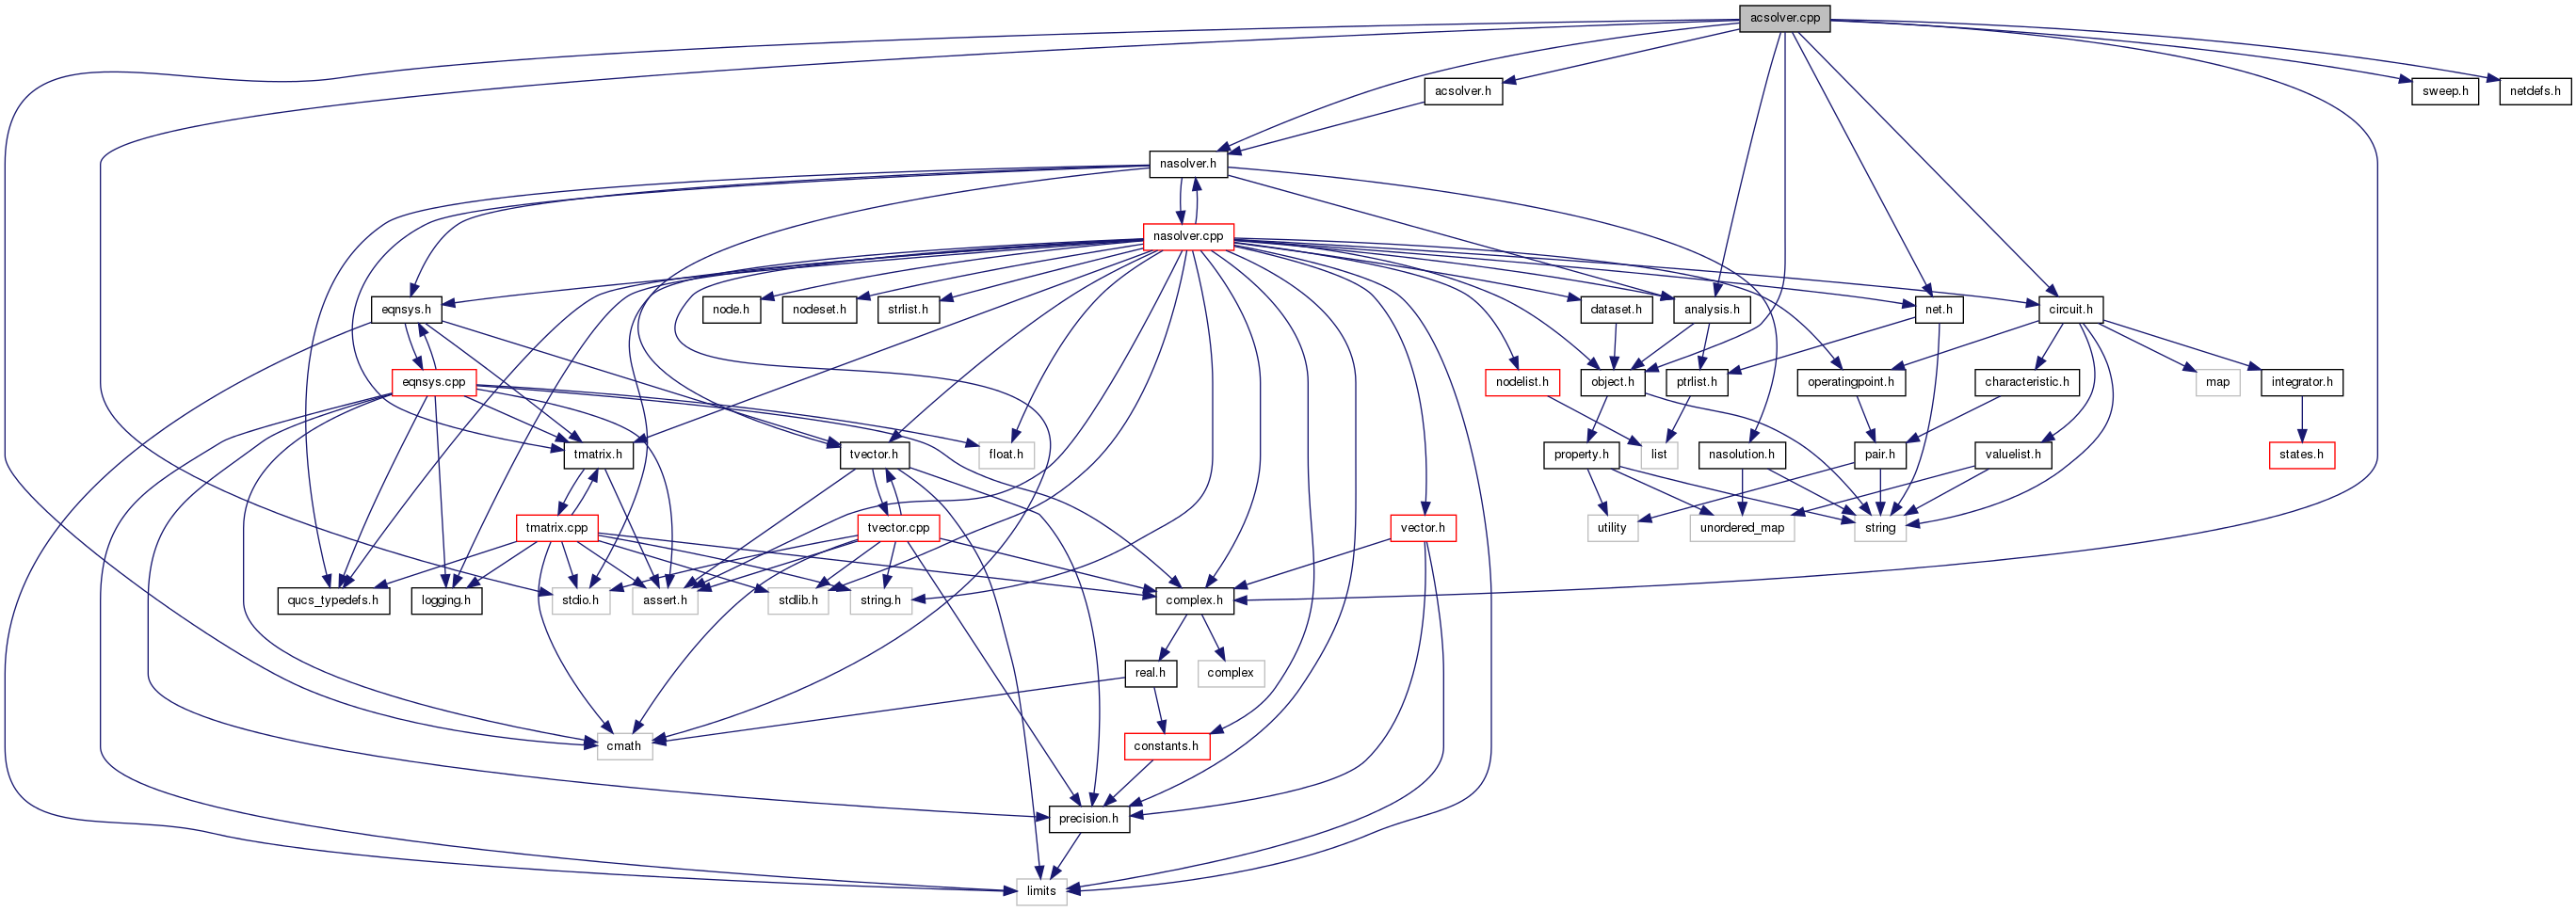 acsolver.cpp
acsolver.h
sweep.h
netdefs.h
nasolver.h
nasolver.cpp
eqnsys.h
node.h
nodeset.h
strlist.h
dataset.h
analysis.h
net.h
circuit.h
eqnsys.cpp
nodelist.h
object.h
ptrlist.h
operatingpoint.h
characteristic.h
map
integrator.h
tmatrix.h
tvector.h
float.h
property.h
list
nasolution.h
pair.h
valuelist.h
states.h
tmatrix.cpp
tvector.cpp
vector.h
utility
unordered_map
string
qucs_typedefs.h
logging.h
stdio.h
assert.h
stdlib.h
string.h
complex.h
real.h
complex
cmath
constants.h
precision.h
limits